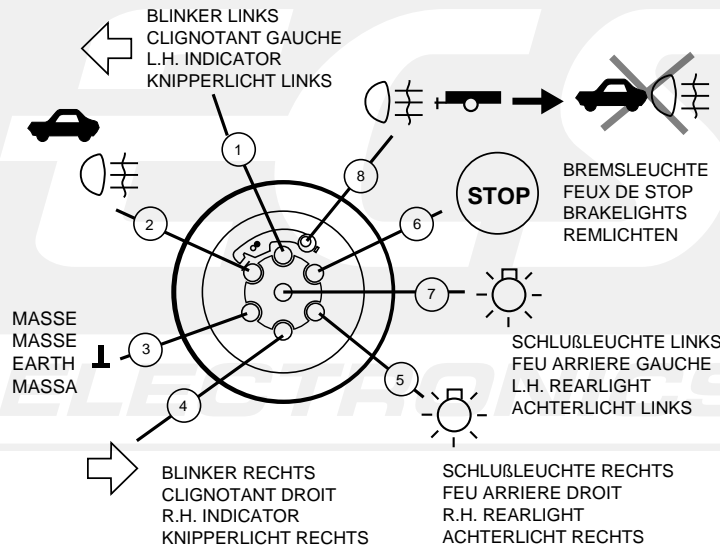 BLINKER LINKS
CLIGNOTANT GAUCHE
L.H. INDICATOR
KNIPPERLICHT LINKS
1
8
2
6
STOP
BREMSLEUCHTE
FEUX DE STOP
BRAKELIGHTS
REMLICHTEN
7
MASSE
MASSE
EARTH
MASSA
3
SCHLUßLEUCHTE LINKS
FEU ARRIERE GAUCHE
L.H. REARLIGHT
ACHTERLICHT LINKS
4
5
BLINKER RECHTS
CLIGNOTANT DROIT
R.H. INDICATOR
KNIPPERLICHT RECHTS
SCHLUßLEUCHTE RECHTS
FEU ARRIERE DROIT
R.H. REARLIGHT
ACHTERLICHT RECHTS
ECS
ELECTRONICS